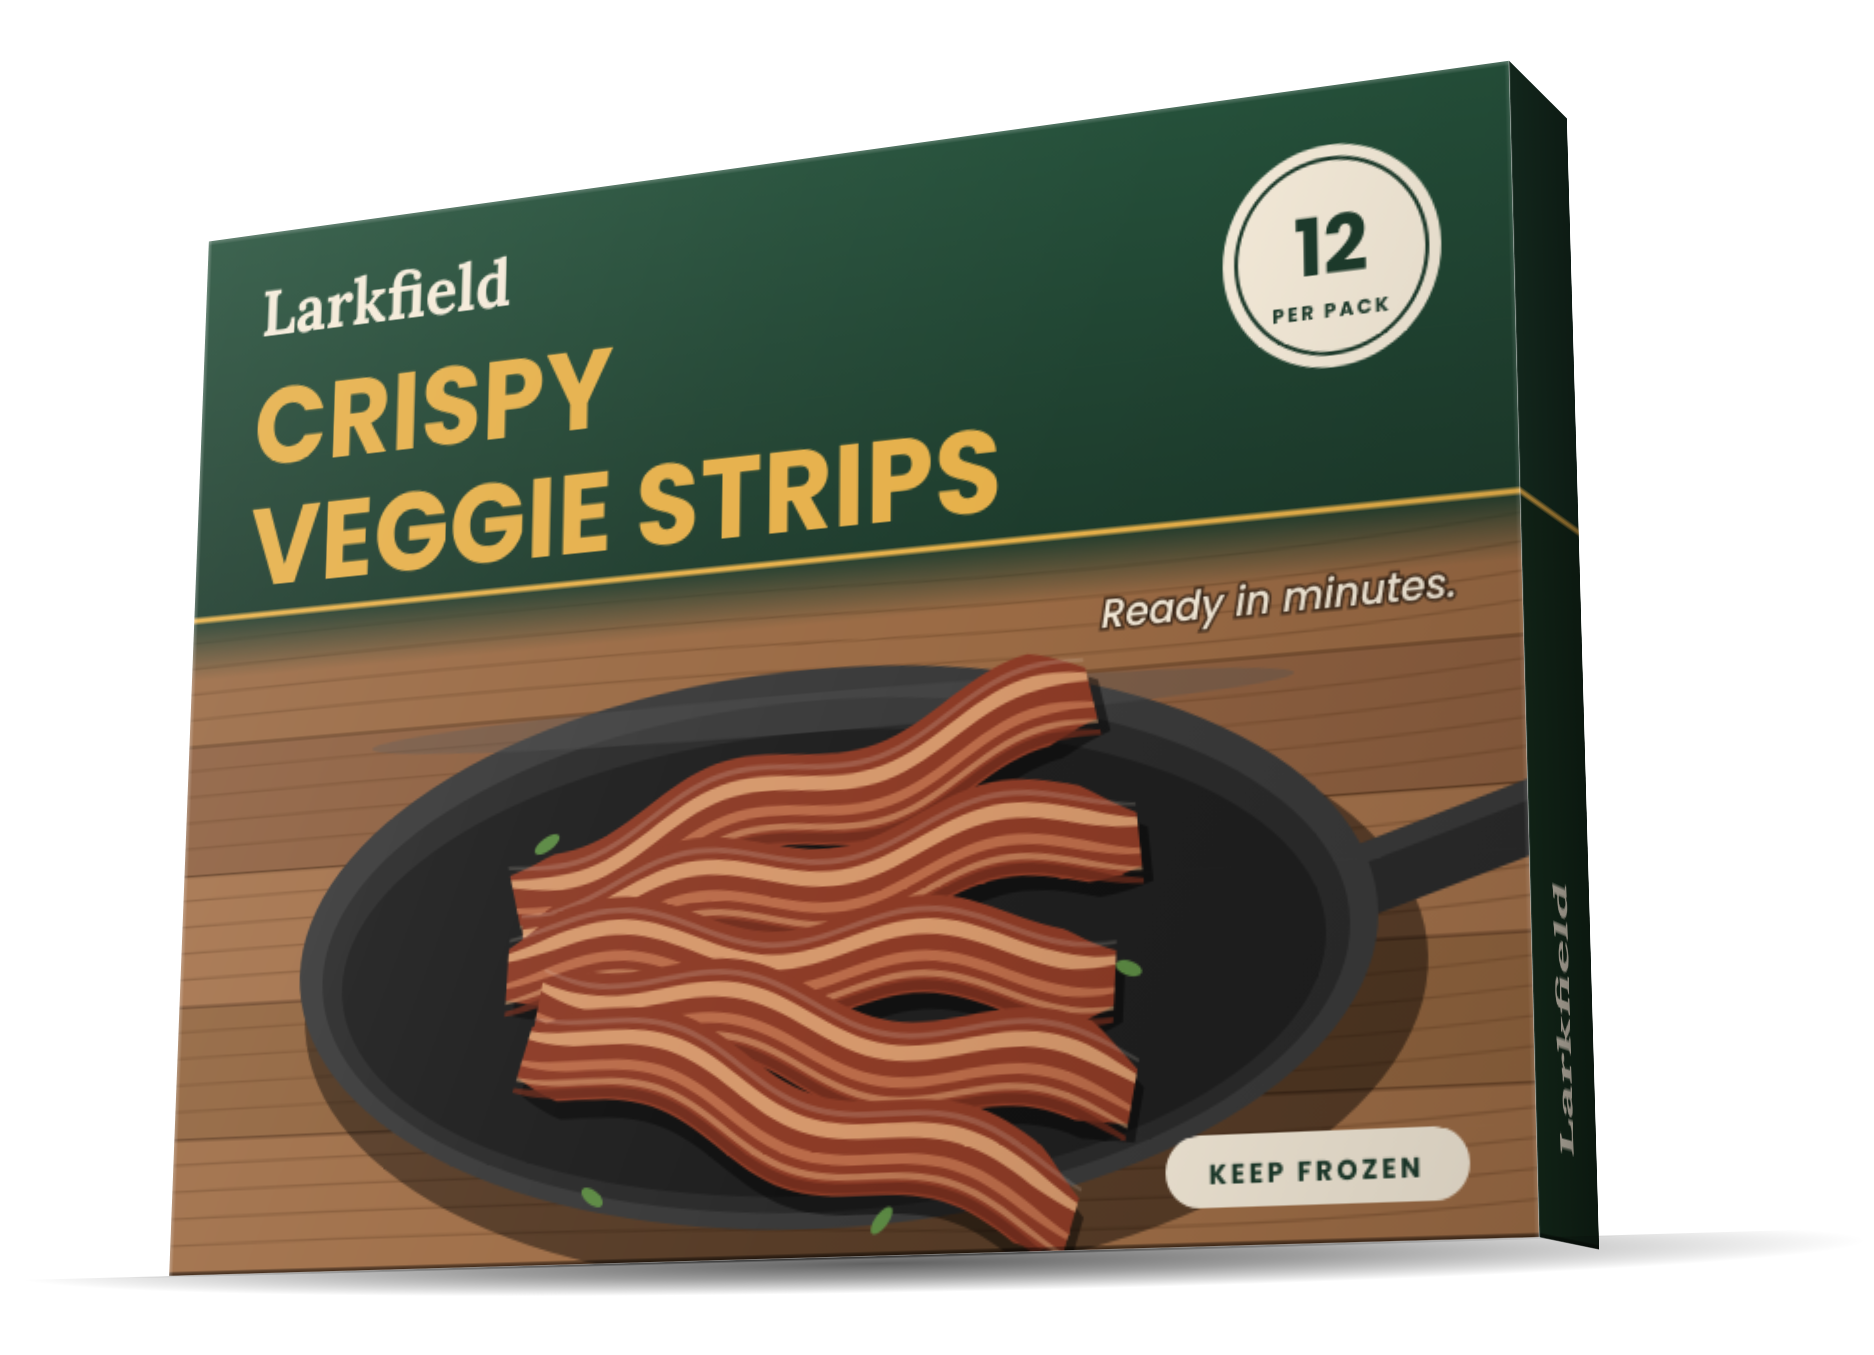 Larkfield
CRISPY
VEGGIE STRIPS
12
PER PACK
Ready in minutes.
KEEP FROZEN
Larkfield